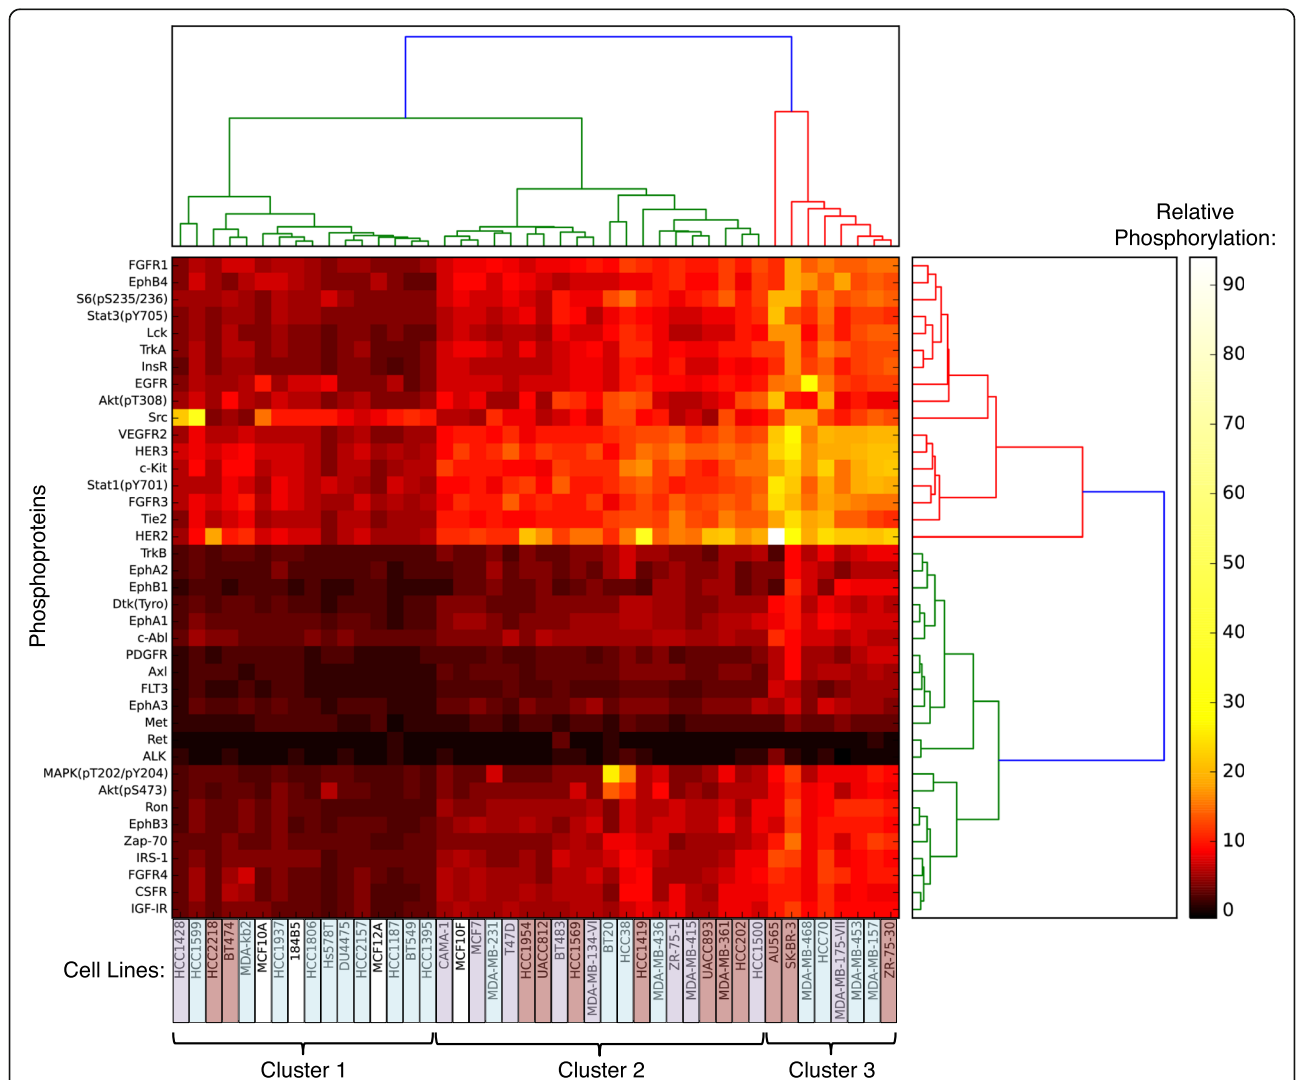 Relative
Phosphorylation:
90
80
70
60
50
40
30
20
10
0
Phosphoproteins
FGFR1
EphB4
S6(pS235/236)
Stat3(pY705)
Lck
TrkA
InsR
EGFR
Akt(pT308)
Src
VEGFR2
HER3
c-Kit
Stat1(pY701)
FGFR3
Tie2
HER2
TrkB
EphA2
EphB1
Dtk(Tyro)
EphA1
c-Abl
PDGFR
Axl
FLT3
EphA3
Met
Ret
ALK
MAPK(pT202/pY204)
Akt(pS473)
Ron
EphB3
Zap-70
IRS-1
FGFR4
CSFR
IGF-IR
Cell Lines:
HCC1428
HCC1599
HCC2218
BT474
MDA-kb2
MCF10A
HCC1937
184B5
HCC1806
Hs578T
DU4475
HCC2157
MCF12A
HCC1187
BT549
HCC1395
CAMA-1
MCF10F
MCF7
MDA-MB-231
T47D
HCC1954
UACC812
BT483
HCC1569
MDA-MB-134-VI
BT20
HCC38
HCC1419
MDA-MB-436
ZR-75-1
MDA-MB-415
UACC893
MDA-MB-361
HCC202
HCC1500
AU565
SK-BR-3
MDA-MB-468
HCC70
MDA-MB-175-VII
MDA-MB-453
MDA-MB-157
ZR-75-30
Cluster 1
Cluster 2
Cluster 3